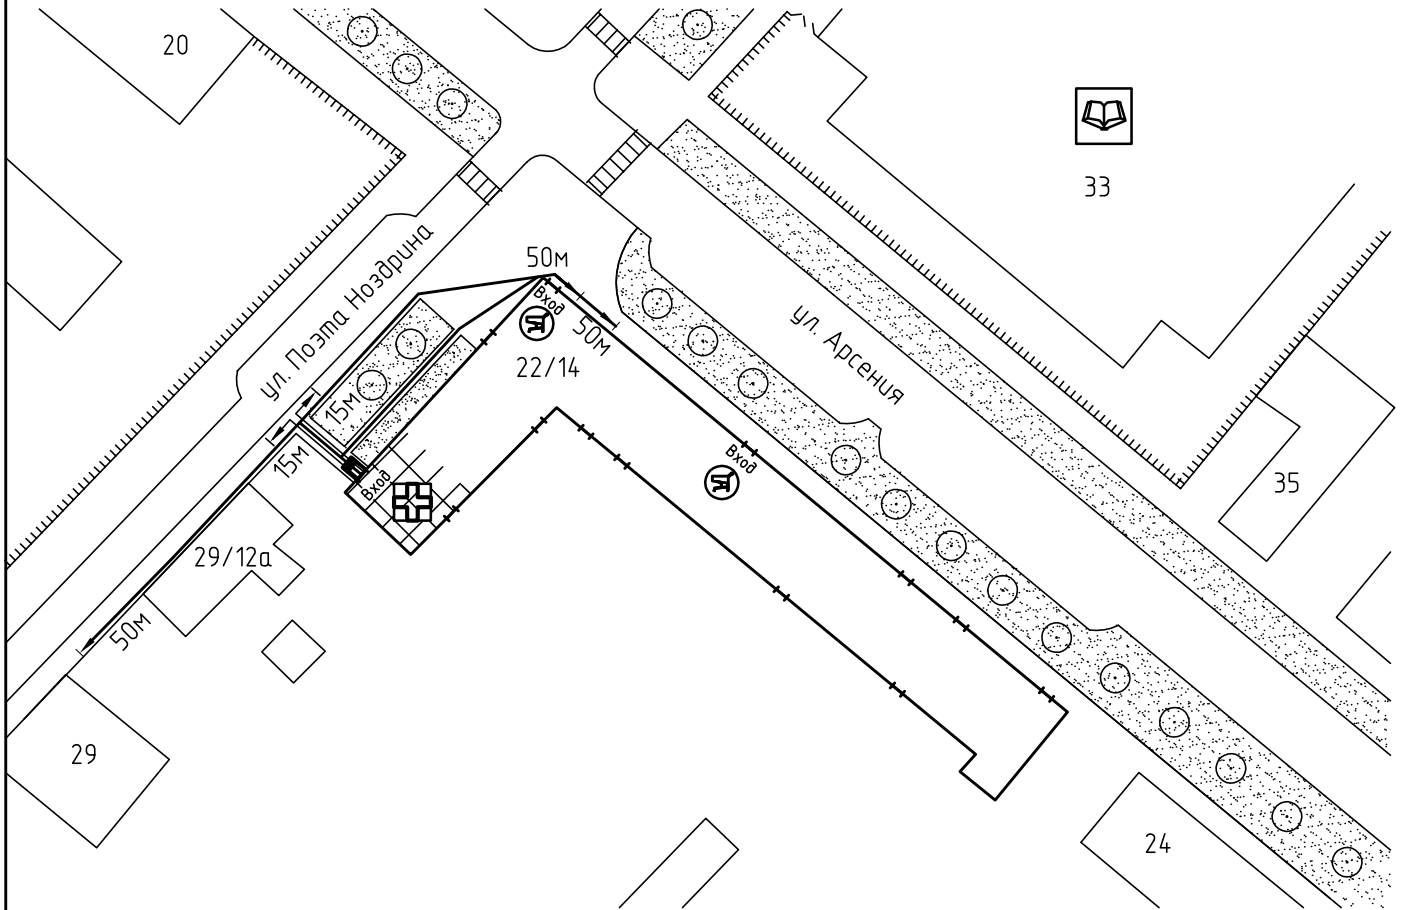 20
33
ул. Поэта Ноздрина
50м
Вход
50м
22/14
ул. Арсения
15м
15м
Вход
Вход
35
29/12а
50м
29
24